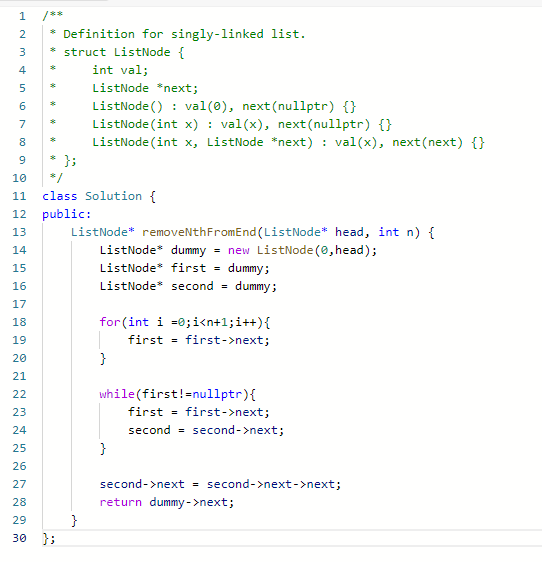 1 /**
2  * Definition for singly-linked list.
3  * struct ListNode {
4  *     int val;
5  *     ListNode *next;
6  *     ListNode() : val(0), next(nullptr) {}
7  *     ListNode(int x) : val(x), next(nullptr) {}
8  *     ListNode(int x, ListNode *next) : val(x), next(next) {}
9  * };
10  */
11 class Solution {
12 public:
13     ListNode* removeNthFromEnd(ListNode* head, int n) {
14         ListNode* dummy = new ListNode(0,head);
15         ListNode* first = dummy;
16         ListNode* second = dummy;
17
18         for(int i =0;i<n+1;i++){
19             first = first->next;
20         }
21
22         while(first!=nullptr){
23             first = first->next;
24             second = second->next;
25         }
26
27         second->next = second->next->next;
28         return dummy->next;
29     }
30 };